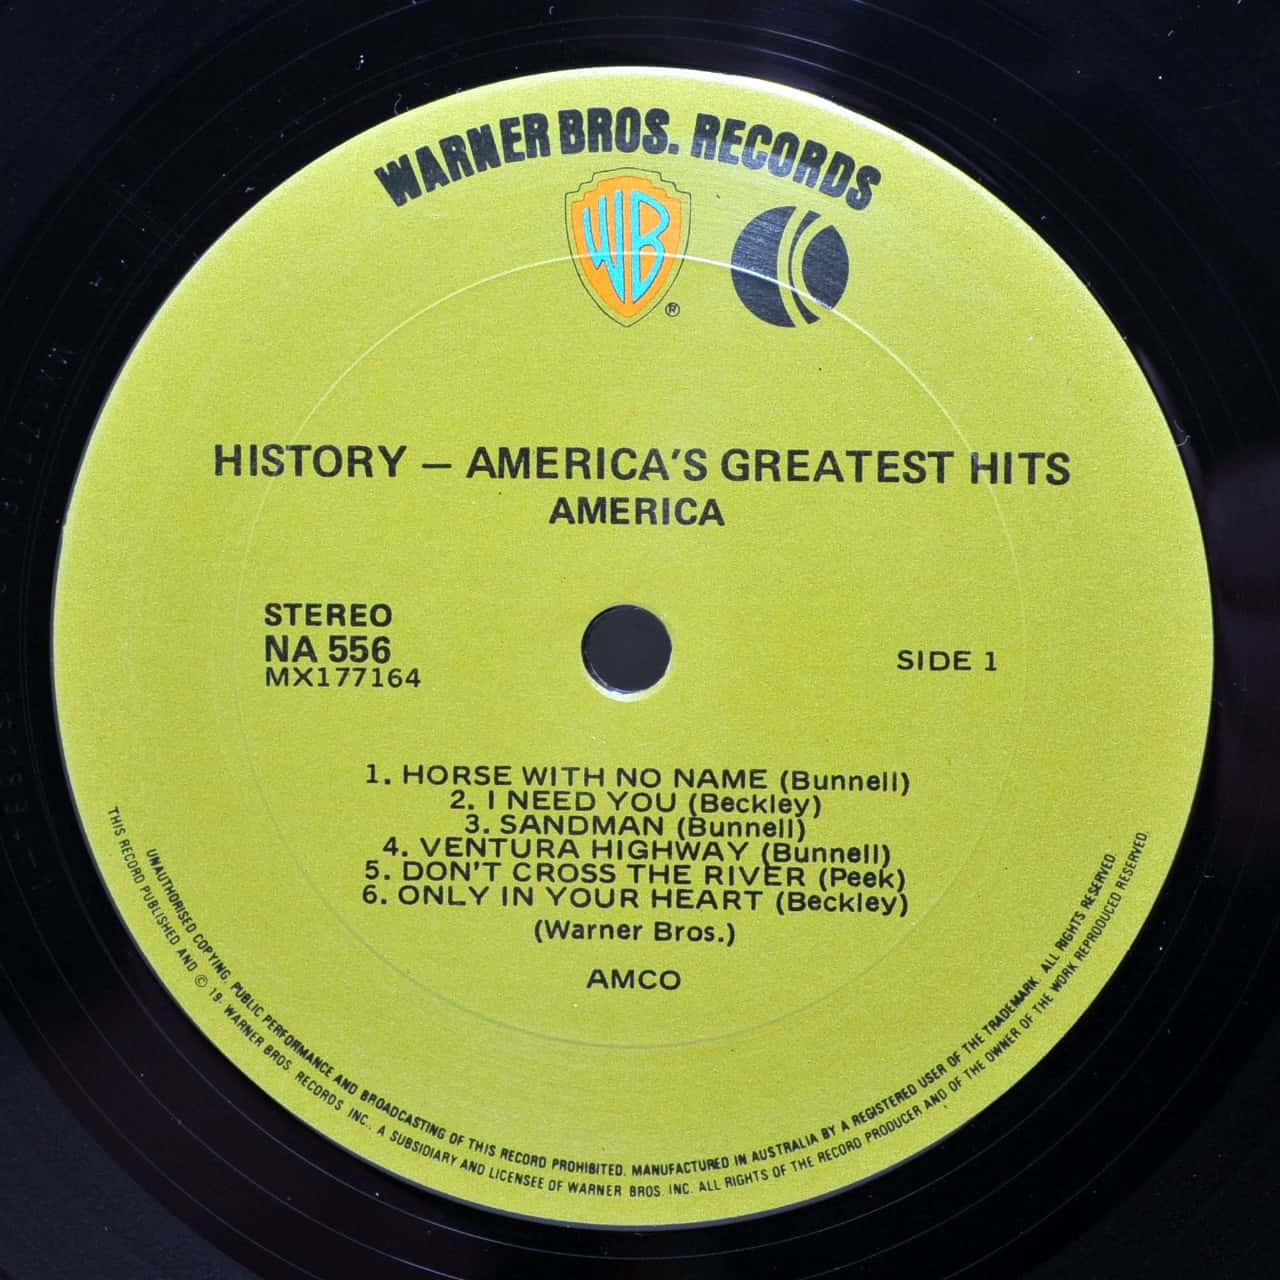 WARNER BROS. RECORDS
WB
®
K
HISTORY — AMERICA'S GREATEST HITS
AMERICA
STEREO
NA 556
MX177164
SIDE 1
1. HORSE WITH NO NAME (Bunnell)
2. I NEED YOU (Beckley)
3. SANDMAN (Bunnell)
4. VENTURA HIGHWAY (Bunnell)
5. DON'T CROSS THE RIVER (Peek)
6. ONLY IN YOUR HEART (Beckley)
(Warner Bros.)
AMCO
UNAUTHORISED COPYING, PUBLIC PERFORMANCE AND BROADCASTING OF THIS RECORD PROHIBITED. MANUFACTURED IN AUSTRALIA BY A REGISTERED USER OF THE TRADEMARK. ALL RIGHTS RESERVED.
THIS RECORD PUBLISHED AND © 19- WARNER BROS. RECORDS INC., A SUBSIDIARY AND LICENSEE OF WARNER BROS. INC. ALL RIGHTS OF THE RECORD PRODUCER AND OF THE OWNER OF THE WORK REPRODUCED RESERVED.